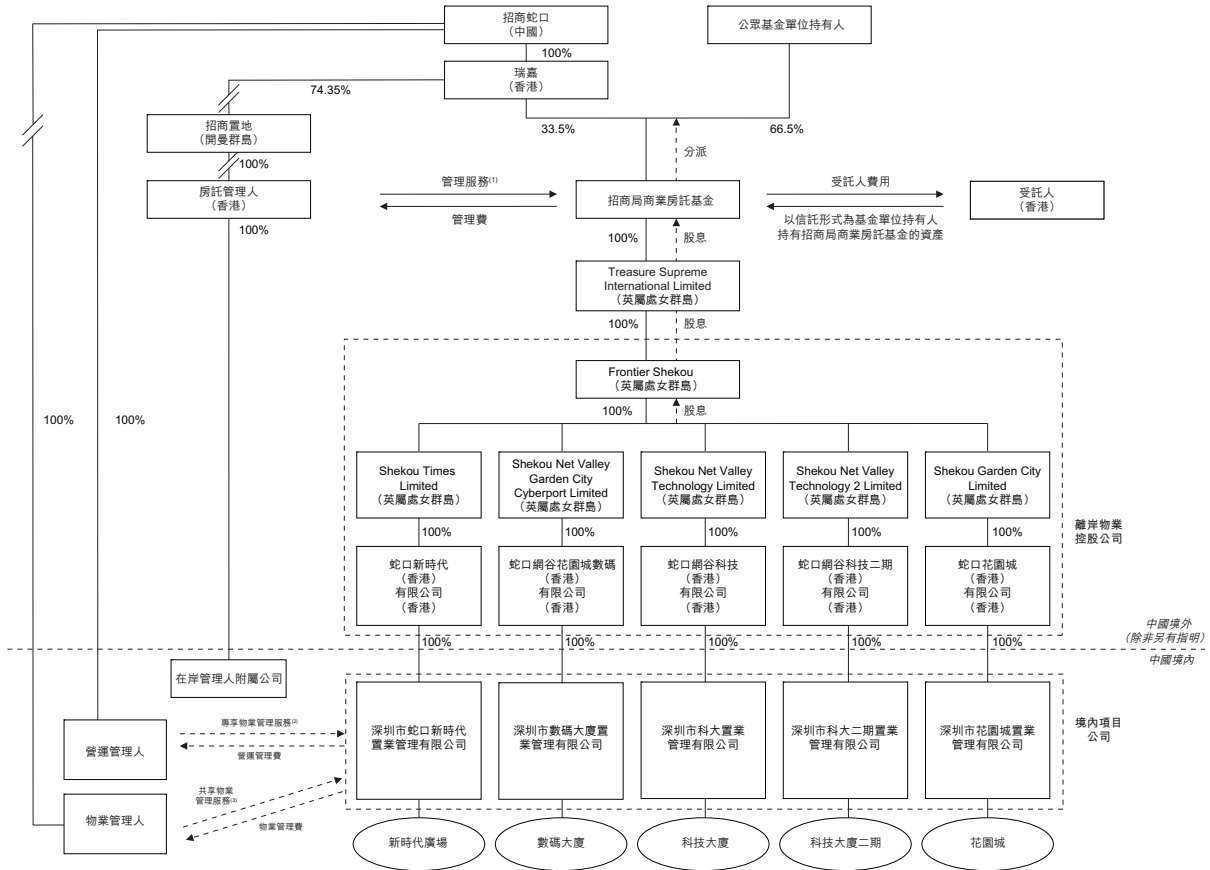 招商蛇口
（中國）
公眾基金單位持有人
100%
瑞嘉
（香港）
74.35%
33.5%
66.5%
招商置地
（開曼群島）
分派
100%
房託管理人
（香港）
管理服務(1)
管理費
招商局商業房託基金
受託人費用
以信託形式為基金單位持有人
持有招商局商業房託基金的資產
受託人
（香港）
100%
100%
股息
Treasure Supreme
International Limited
（英屬處女群島）
100%
股息
Frontier Shekou
（英屬處女群島）
100%
股息
100%
100%
Shekou Times
Limited
（英屬處女群島）
Shekou Net Valley
Garden City
Cyberport Limited
（英屬處女群島）
Shekou Net Valley
Technology Limited
（英屬處女群島）
Shekou Net Valley
Technology 2 Limited
（英屬處女群島）
Shekou Garden City
Limited
（英屬處女群島）
100%
100%
100%
100%
100%
離岸物業
控股公司
蛇口新時代
（香港）
有限公司
（香港）
蛇口網谷花園城數碼
（香港）
有限公司
（香港）
蛇口網谷科技
（香港）
有限公司
（香港）
蛇口網谷科技二期
（香港）
有限公司
（香港）
蛇口花園城
（香港）
有限公司
（香港）
100%
100%
100%
100%
100%
中國境外
（除非另有指明）
中國境內
在岸管理人附屬公司
深圳市蛇口新時代
置業管理有限公司
深圳市數碼大廈置
業管理有限公司
深圳市科大置業
管理有限公司
深圳市科大二期置業
管理有限公司
深圳市花園城置業
管理有限公司
境內項目
公司
營運管理人
專享物業管理服務(2)
營運管理費
物業管理人
共享物業
管理服務(3)
物業管理費
新時代廣場
數碼大廈
科技大廈
科技大廈二期
花園城